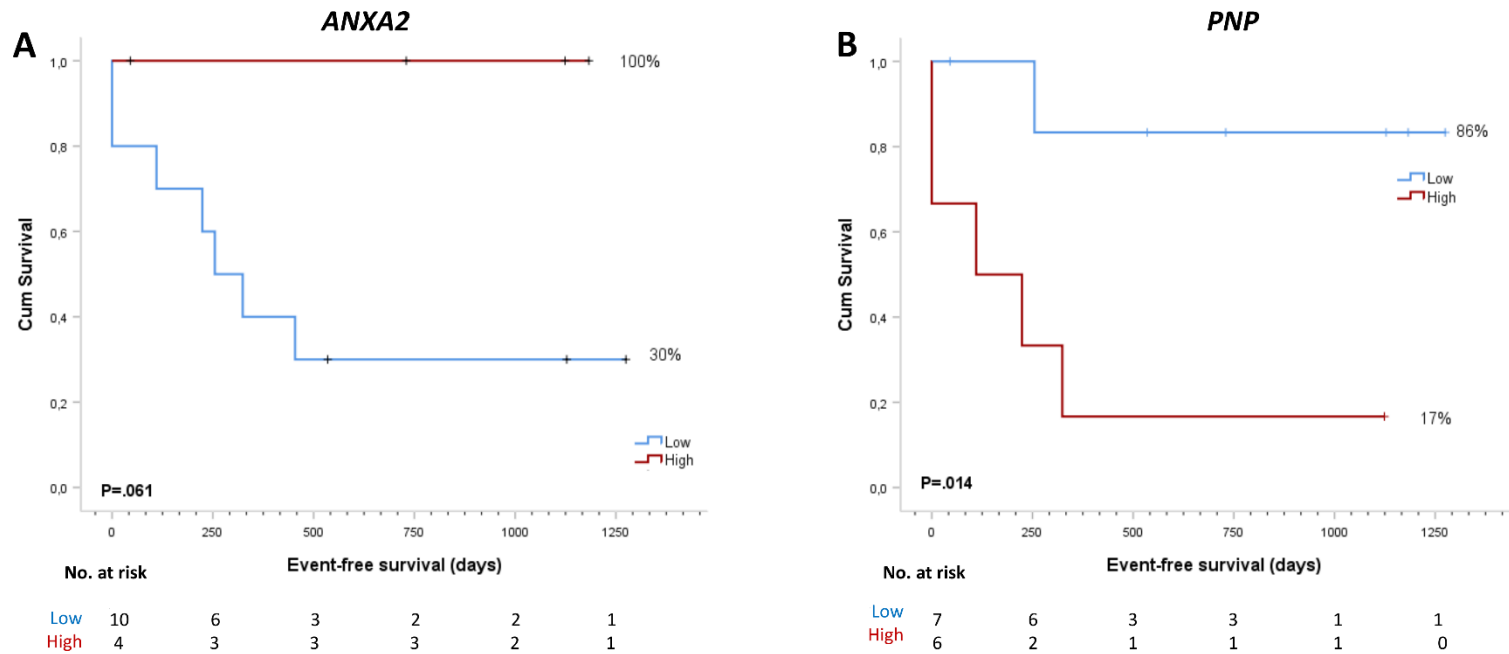 ANXA2
A
1,0
0,8
0,6
0,4
0,2
0,0
Cum Survival
100%
30%
Low
High
P=.061
0 250 500 750 1000 1250
Event-free survival (days)
No. at risk
Low 10 6 3 2 2 1
High 4 3 3 3 2 1
PNP
B
1,0
0,8
0,6
0,4
0,2
0,0
Cum Survival
86%
Low
High
17%
P=.014
0 250 500 750 1000 1250
Event-free survival (days)
No. at risk
Low 7 6 3 3 1 1
High 6 2 1 1 1 0